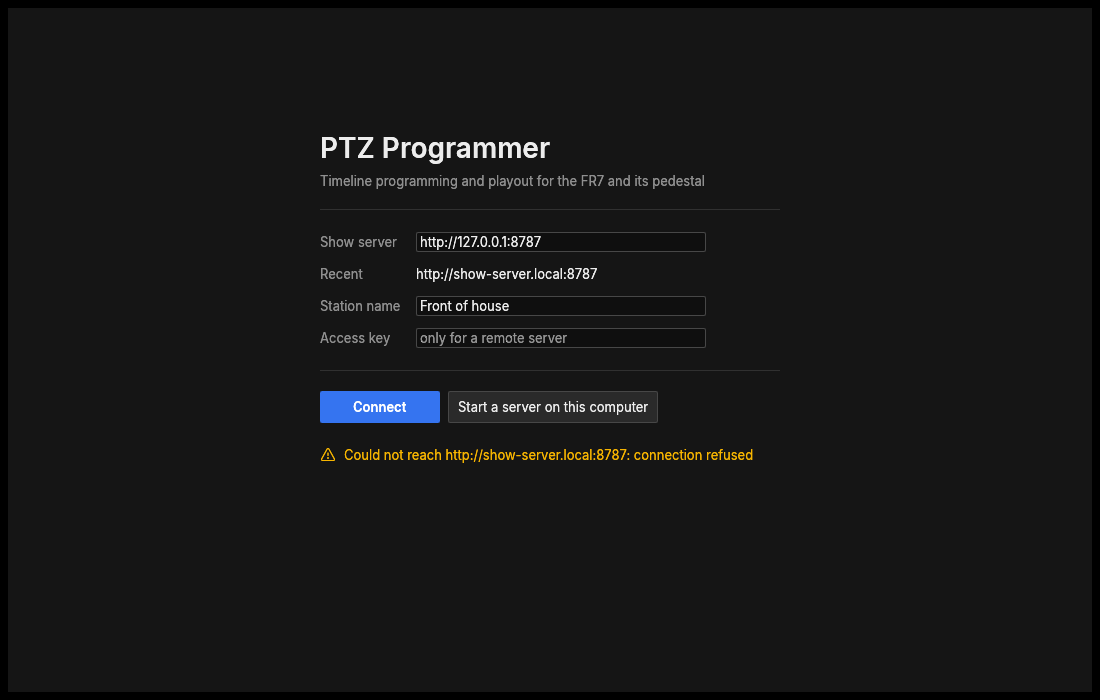 PTZ Programmer
Timeline programming and playout for the FR7 and its pedestal
Show server http://127.0.0.1:8787
Recent http://show-server.local:8787
Station name Front of house
Access key only for a remote server
Connect Start a server on this computer
Could not reach http://show-server.local:8787: connection refused